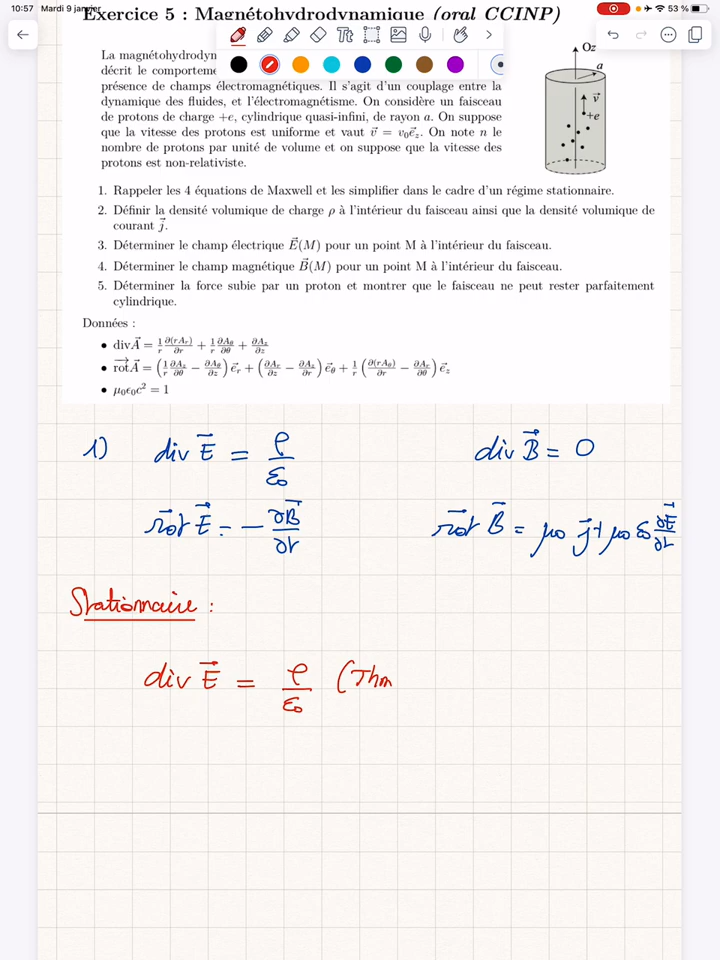 10:57 Mardi 9 janvier 53 %
Exercice 5 : Magnétohydrodynamique (oral CCINP)
La magnétohydrodyn
décrit le comporteme
présence de champs électromagnétiques. Il s'agit d'un couplage entre la
dynamique des fluides, et l'électromagnétisme. On considère un faisceau
de protons de charge +e, cylindrique quasi-infini, de rayon a. On suppose
que la vitesse des protons est uniforme et vaut v⃗ = v₀e⃗_z. On note n le
nombre de protons par unité de volume et on suppose que la vitesse des
protons est non-relativiste.
Oz
a
v⃗
+e
1. Rappeler les 4 équations de Maxwell et les simplifier dans le cadre d'un régime stationnaire.
2. Définir la densité volumique de charge ρ à l'intérieur du faisceau ainsi que la densité volumique de
courant j⃗.
3. Déterminer le champ électrique E⃗(M) pour un point M à l'intérieur du faisceau.
4. Déterminer le champ magnétique B⃗(M) pour un point M à l'intérieur du faisceau.
5. Déterminer la force subie par un proton et montrer que le faisceau ne peut rester parfaitement
cylindrique.
Données :
• divA⃗ = 1/r ∂(rA_r)/∂r + 1/r ∂A_θ/∂θ + ∂A_z/∂z
• rot⃗A⃗ = (1/r ∂A_z/∂θ − ∂A_θ/∂z) e⃗_r + (∂A_r/∂z − ∂A_z/∂r) e⃗_θ + 1/r (∂(rA_θ)/∂r − ∂A_r/∂θ) e⃗_z
• μ₀ε₀c² = 1
1) div E⃗ = ρ/ε₀ div B⃗ = 0
rot⃗ E⃗ = − ∂B⃗/∂t rot⃗ B⃗ = μ₀ j⃗ + μ₀ ε₀ ∂E⃗/∂t
Stationnaire :
div E⃗ = ρ/ε₀ (Thm